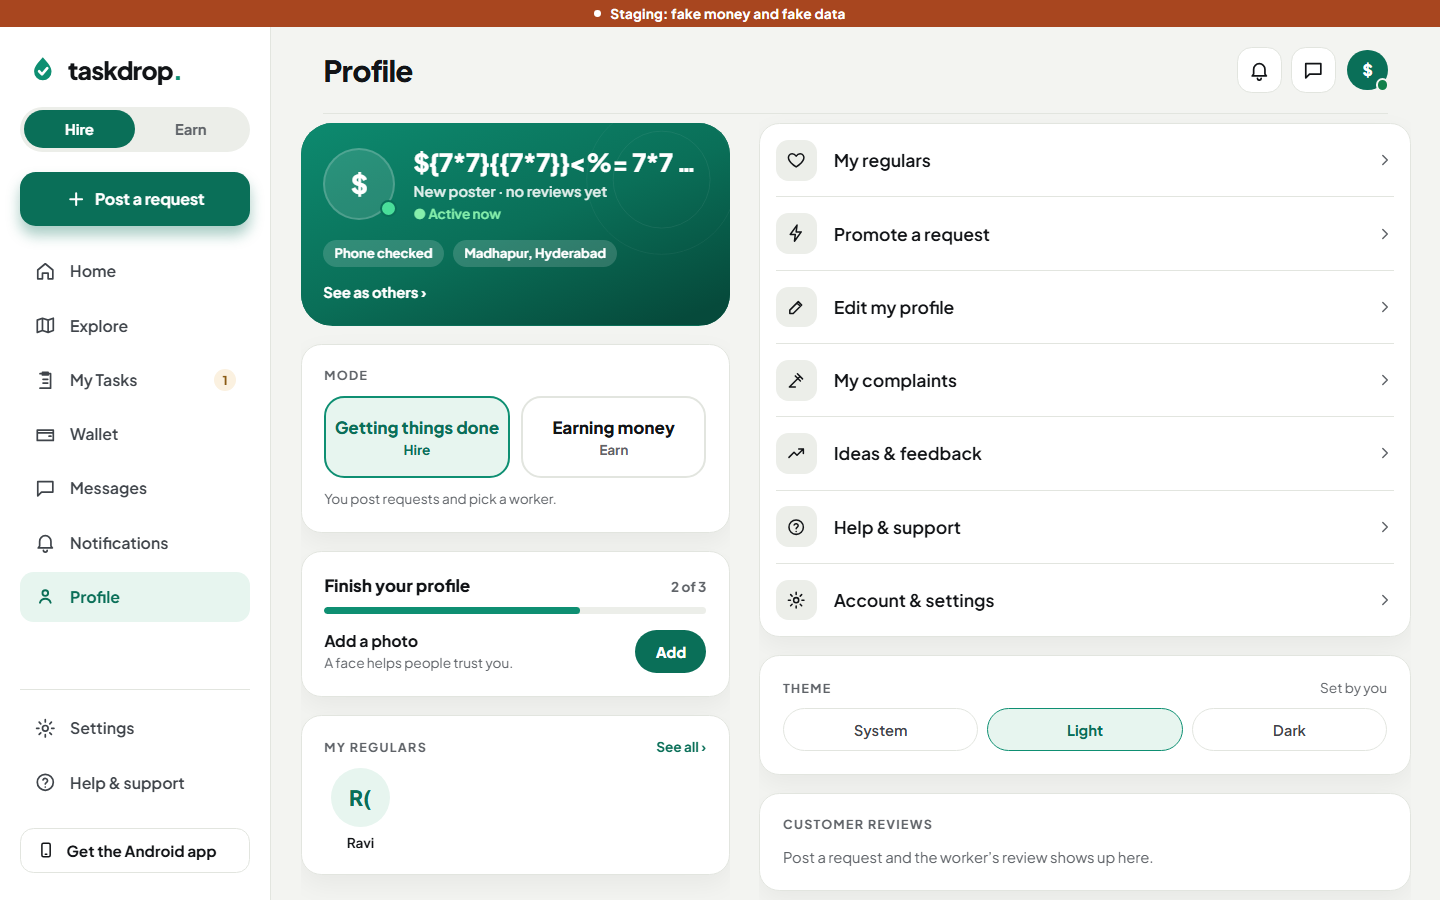 Staging: fake money and fake data
taskdrop.
Hire
Earn
Post a request
Home
Explore
My Tasks
1
Wallet
Messages
Notifications
Profile
Settings
Help & support
Get the Android app
Profile
$
$
${7*7}{{7*7}}<%= 7*7 ...
New poster · no reviews yet
Active now
Phone checked
Madhapur, Hyderabad
See as others ›
MODE
Getting things done
Hire
Earning money
Earn
You post requests and pick a worker.
Finish your profile
2 of 3
Add a photo
A face helps people trust you.
Add
MY REGULARS
See all ›
R(
Ravi
My regulars
Promote a request
Edit my profile
My complaints
Ideas & feedback
Help & support
Account & settings
THEME
Set by you
System
Light
Dark
CUSTOMER REVIEWS
Post a request and the worker's review shows up here.